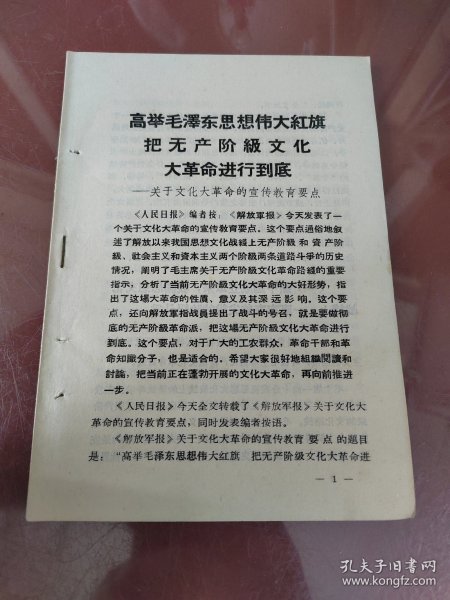 高举毛澤东思想伟大紅旗
把无产阶級文化
大革命进行到底
——关于文化大革命的宣传教育要点
《人民日报》編者按：《解放軍报》今天发表了一
个关于文化大革命的宣传教育要点。这个要点通俗地叙
述了解放以来我国思想文化战綫上无产阶級和资产阶
級、社会主义和资本主义两个阶級两条道路斗爭的历史
情况，闡明了毛主席关于无产阶級文化革命路綫的重要
指示，分析了当前无产阶級文化大革命的大好形势，指
出了这場大革命的性质、意义及其深远影响。这个要
点，还向解放軍指战員提出了战斗的号召，就是要做彻
底的无产阶級革命派，把这場无产阶級文化大革命进行
到底。这个要点，对于广大的工农群众，革命干部和革
命知識分子，也是适合的。希望大家很好地組織閱讀和
討論，把当前正在蓬勃开展的文化大革命，再向前推进
一步。
《人民日报》今天全文转載了《解放军报》关于文化大
革命的宣传教育要点，同时发表編者按语。
《解放軍报》关于文化大革命的宣传教育要点的题目
是：“高举毛泽东思想伟大紅旗 把无产阶级文化大革命进
— 1 —
孔夫子旧书网
www.kongfz.com